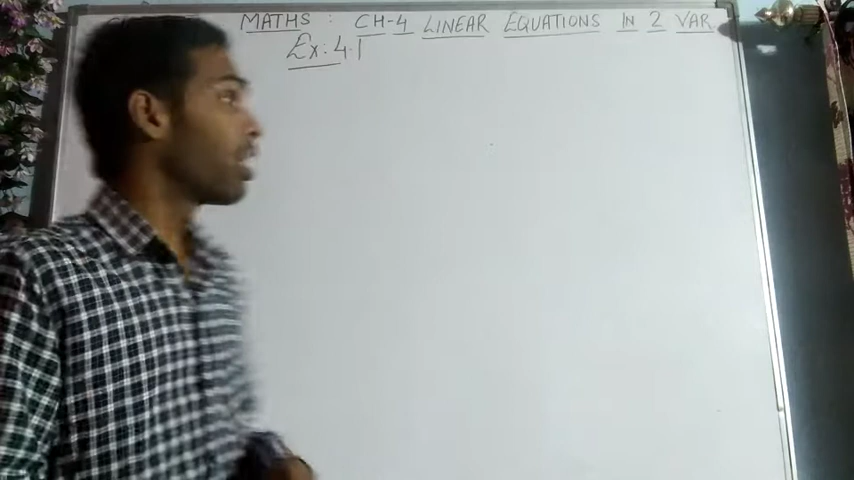 MATHS : CH-4 LINEAR EQUATIONS IN 2 VAR.
Ex: 4.1